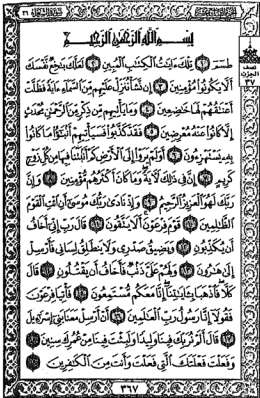 بِسْمِ اللَّهِ الرَّحْمَٰنِ الرَّحِيمِ
طسٓمٓ ١ تِلْكَ ءَايَٰتُ ٱلْكِتَٰبِ ٱلْمُبِينِ ٢ لَعَلَّكَ بَٰخِعٌ نَّفْسَكَ
أَلَّا يَكُونُوا۟ مُؤْمِنِينَ ٣ إِن نَّشَأْ نُنَزِّلْ عَلَيْهِم مِّنَ ٱلسَّمَآءِ ءَايَةً فَظَلَّتْ
أَعْنَٰقُهُمْ لَهَا خَٰضِعِينَ ٤ وَمَا يَأْتِيهِم مِّن ذِكْرٍ مِّنَ ٱلرَّحْمَٰنِ مُحْدَثٍ
إِلَّا كَانُوا۟ عَنْهُ مُعْرِضِينَ ٥ فَقَدْ كَذَّبُوا۟ فَسَيَأْتِيهِمْ أَنۢبَٰٓؤُا۟ مَا كَانُوا۟
بِهِۦ يَسْتَهْزِءُونَ ٦ أَوَلَمْ يَرَوْا۟ إِلَى ٱلْأَرْضِ كَمْ أَنۢبَتْنَا فِيهَا مِن كُلِّ زَوْجٍ
كَرِيمٍ ٧ إِنَّ فِى ذَٰلِكَ لَءَايَةً وَمَا كَانَ أَكْثَرُهُم مُّؤْمِنِينَ ٨ وَإِنَّ
رَبَّكَ لَهُوَ ٱلْعَزِيزُ ٱلرَّحِيمُ ٩ وَإِذْ نَادَىٰ رَبُّكَ مُوسَىٰٓ أَنِ ٱئْتِ ٱلْقَوْمَ
ٱلظَّٰلِمِينَ ١٠ قَوْمَ فِرْعَوْنَ أَلَا يَتَّقُونَ ١١ قَالَ رَبِّ إِنِّىٓ أَخَافُ
أَن يُكَذِّبُونِ ١٢ وَيَضِيقُ صَدْرِى وَلَا يَنطَلِقُ لِسَانِى فَأَرْسِلْ
إِلَىٰ هَٰرُونَ ١٣ وَلَهُمْ عَلَىَّ ذَنۢبٌ فَأَخَافُ أَن يَقْتُلُونِ ١٤ قَالَ
كَلَّا فَٱذْهَبَا بِـَٔايَٰتِنَآ إِنَّا مَعَكُم مُّسْتَمِعُونَ ١٥ فَأْتِيَا فِرْعَوْنَ
فَقُولَآ إِنَّا رَسُولُ رَبِّ ٱلْعَٰلَمِينَ ١٦ أَنْ أَرْسِلْ مَعَنَا بَنِىٓ إِسْرَٰٓءِيلَ
١٧ قَالَ أَلَمْ نُرَبِّكَ فِينَا وَلِيدًا وَلَبِثْتَ فِينَا مِنْ عُمُرِكَ سِنِينَ
١٨ وَفَعَلْتَ فَعْلَتَكَ ٱلَّتِى فَعَلْتَ وَأَنتَ مِنَ ٱلْكَٰفِرِينَ ١٩
٣٦٧